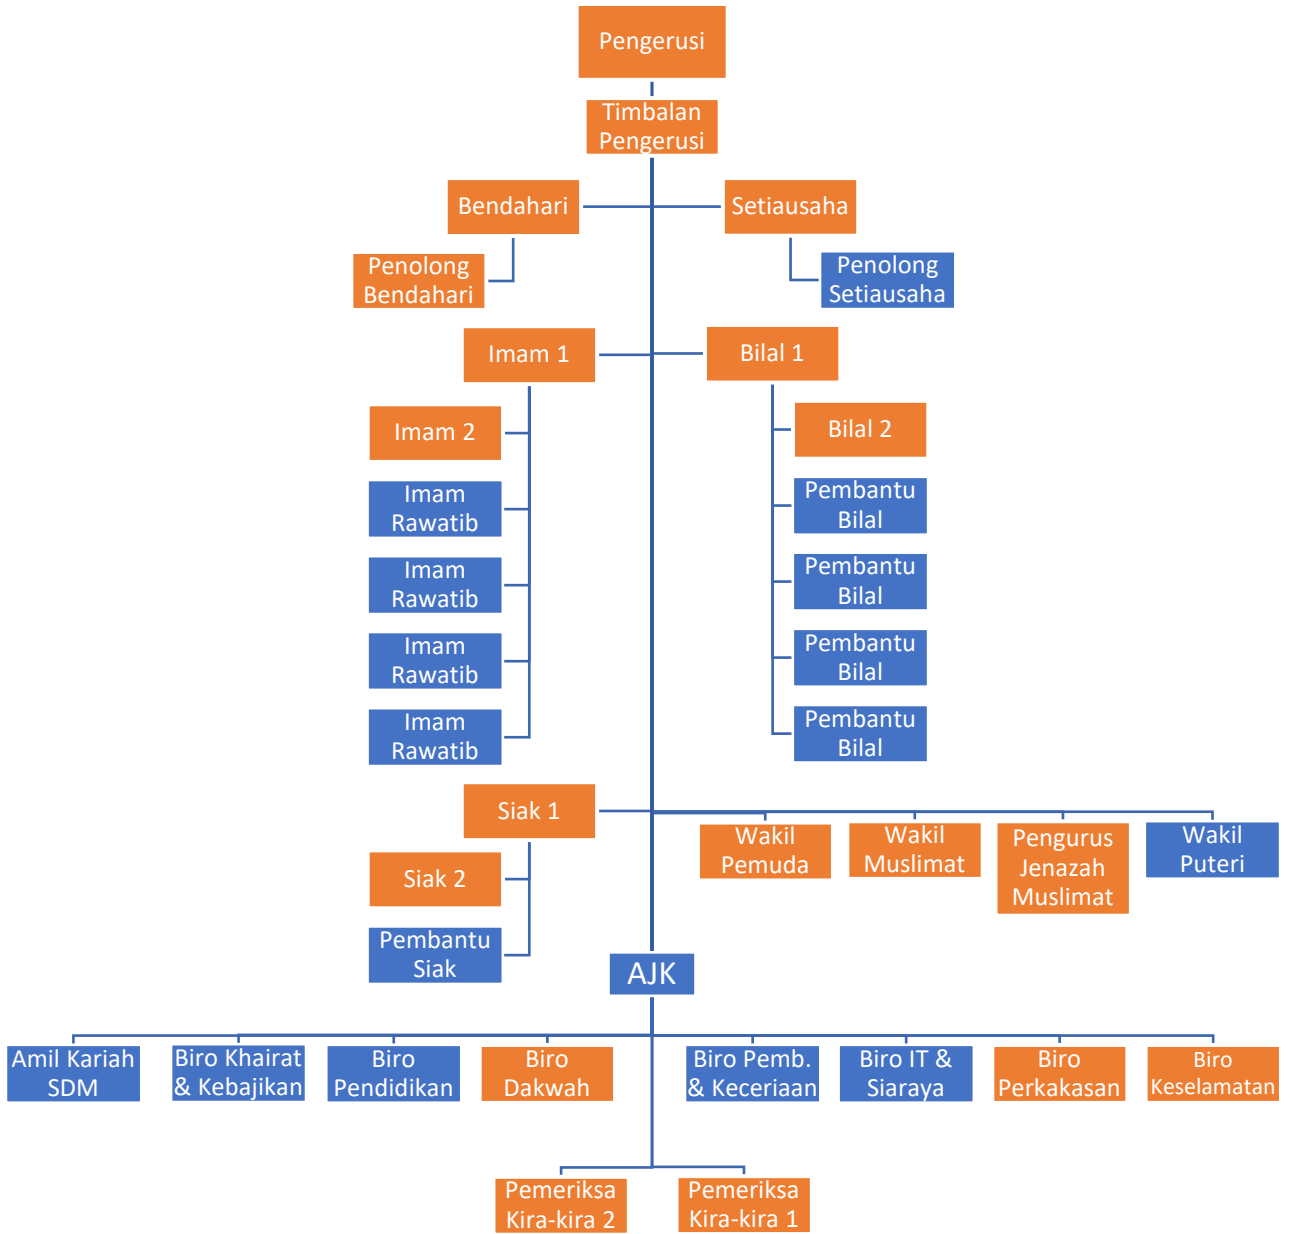 Pengerusi
Timbalan
Pengerusi
Bendahari
Setiausaha
Penolong
Bendahari
Penolong
Setiausaha
Imam 1
Bilal 1
Imam 2
Bilal 2
Imam
Rawatib
Pembantu
Bilal
Imam
Rawatib
Pembantu
Bilal
Imam
Rawatib
Pembantu
Bilal
Imam
Rawatib
Pembantu
Bilal
Siak 1
Wakil
Pemuda
Wakil
Muslimat
Pengurus
Jenazah
Muslimat
Wakil
Puteri
Siak 2
Pembantu
Siak
AJK
Amil Kariah
SDM
Biro Khairat
& Kebajikan
Biro
Pendidikan
Biro
Dakwah
Biro Pemb.
& Keceriaan
Biro IT &
Siaraya
Biro
Perkakasan
Biro
Keselamatan
Pemeriksa
Kira-kira 2
Pemeriksa
Kira-kira 1